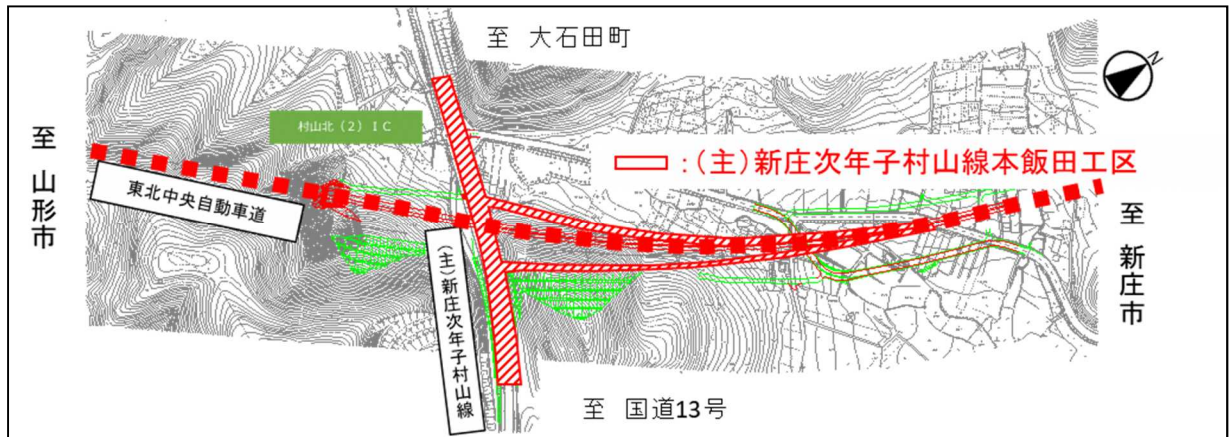 至 大石田町
N
村山北（2）ＩＣ
至 山形市
：(主)新庄次年子村山線本飯田工区
東北中央自動車道
至 新庄市
(主)新庄次年子村山線
至 国道13号